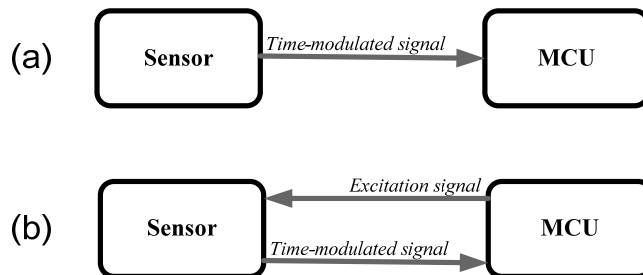 (a)
Sensor
Time-modulated signal
MCU
(b)
Excitation signal
Sensor
MCU
Time-modulated signal